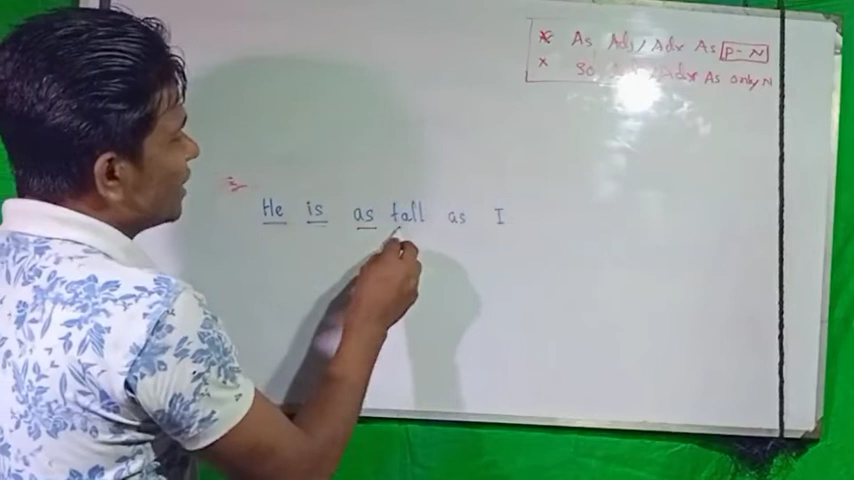 * As, Adj/Adv As P-N
× so, /Adv As only N
He is as tall as I